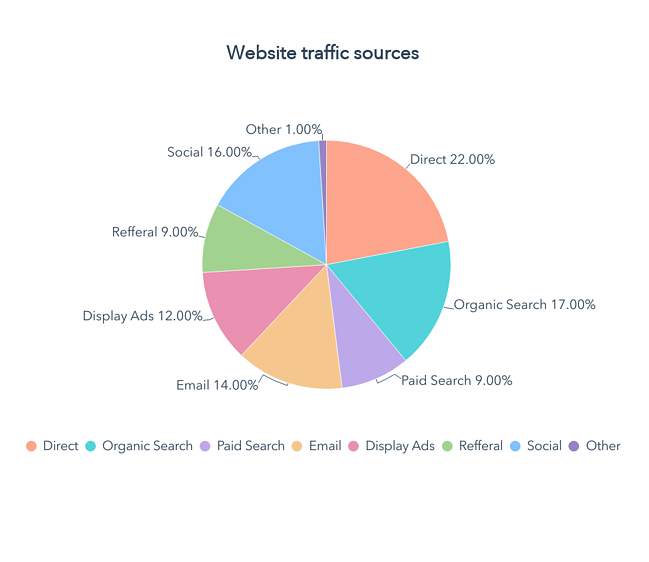 Website traffic sources
Other 1.00%
Social 16.00%
Direct 22.00%
Refferal 9.00%
Organic Search 17.00%
Display Ads 12.00%
Email 14.00%
Paid Search 9.00%
Direct Organic Search Paid Search Email Display Ads Refferal Social Other